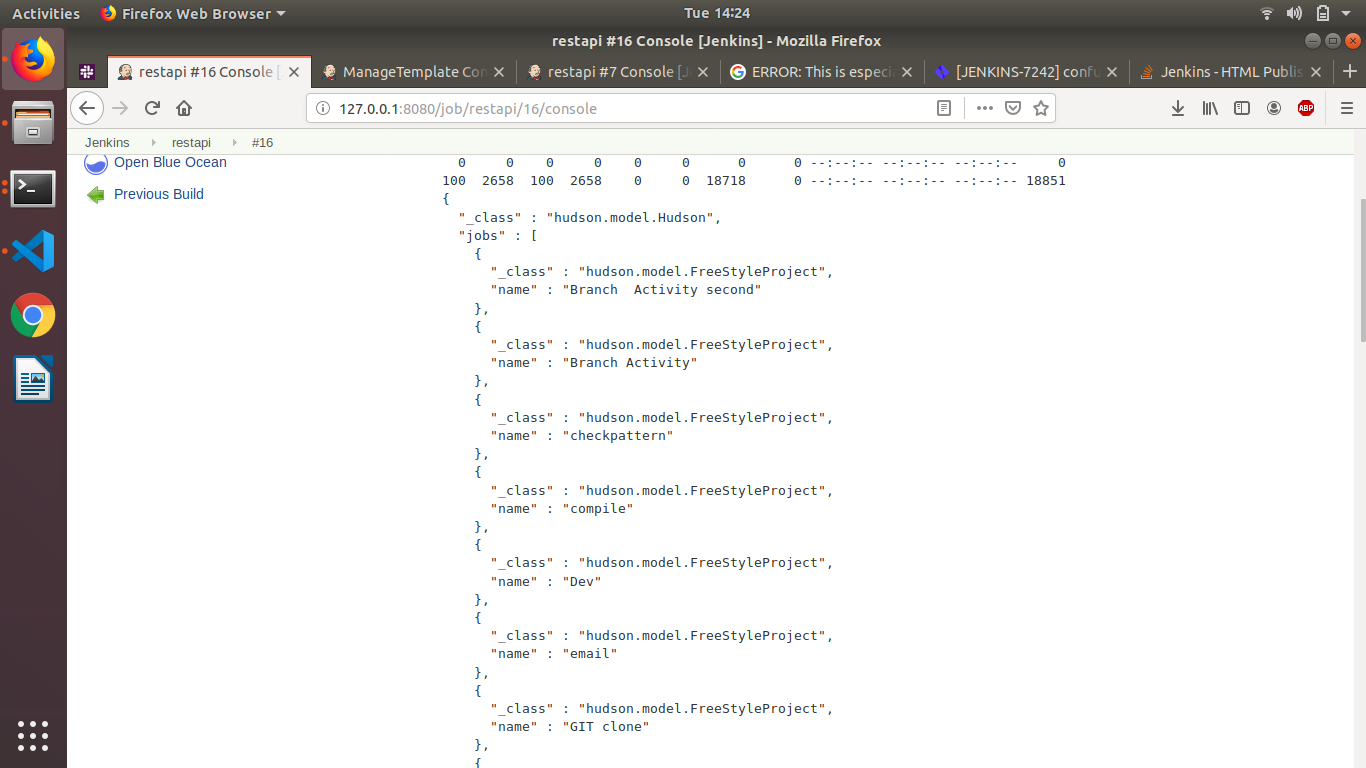 Activities Firefox Web Browser Tue 14:24
restapi #16 Console [Jenkins] - Mozilla Firefox
restapi #16 Console [ ManageTemplate Con restapi #7 Console [J ERROR: This is especi [JENKINS-7242] confu Jenkins - HTML Publis
127.0.0.1:8080/job/restapi/16/console ABP
Jenkins restapi #16
Open Blue Ocean
Previous Build
0 0 0 0 0 0 0 0 --:--:-- --:--:-- --:--:-- 0
100 2658 100 2658 0 0 18718 0 --:--:-- --:--:-- --:--:-- 18851
{
"_class" : "hudson.model.Hudson",
"jobs" : [
{
"_class" : "hudson.model.FreeStyleProject",
"name" : "Branch  Activity second"
},
{
"_class" : "hudson.model.FreeStyleProject",
"name" : "Branch Activity"
},
{
"_class" : "hudson.model.FreeStyleProject",
"name" : "checkpattern"
},
{
"_class" : "hudson.model.FreeStyleProject",
"name" : "compile"
},
{
"_class" : "hudson.model.FreeStyleProject",
"name" : "Dev"
},
{
"_class" : "hudson.model.FreeStyleProject",
"name" : "email"
},
{
"_class" : "hudson.model.FreeStyleProject",
"name" : "GIT clone"
},
{